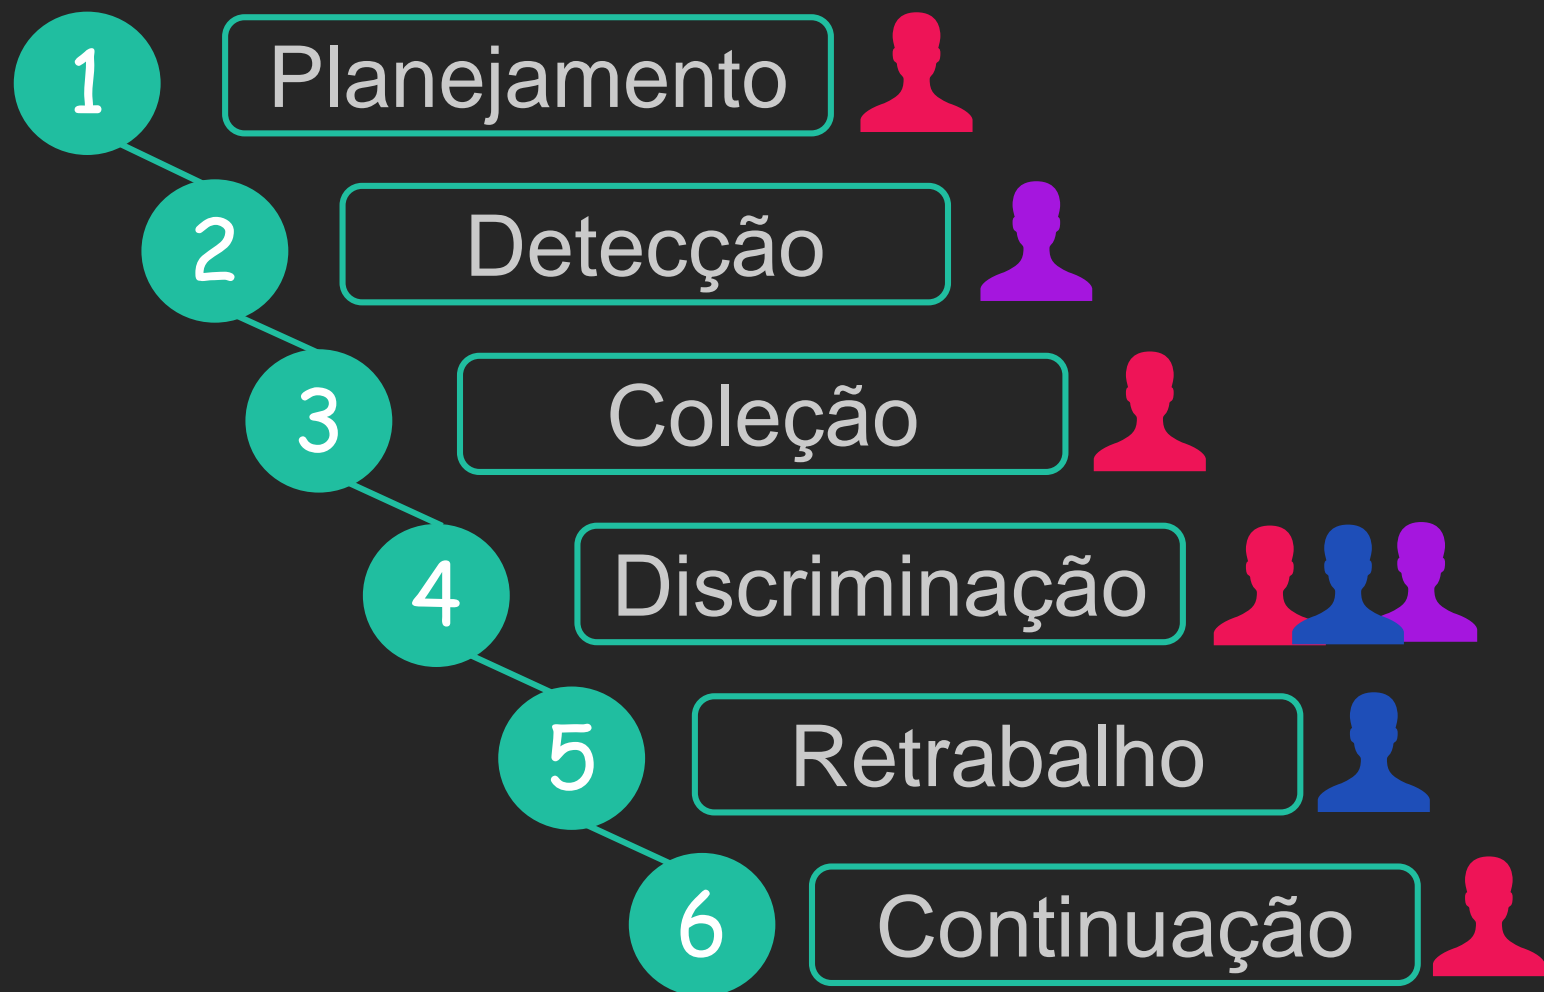 1 Planejamento
2 Detecção
3 Coleção
4 Discriminação
5 Retrabalho
6 Continuação